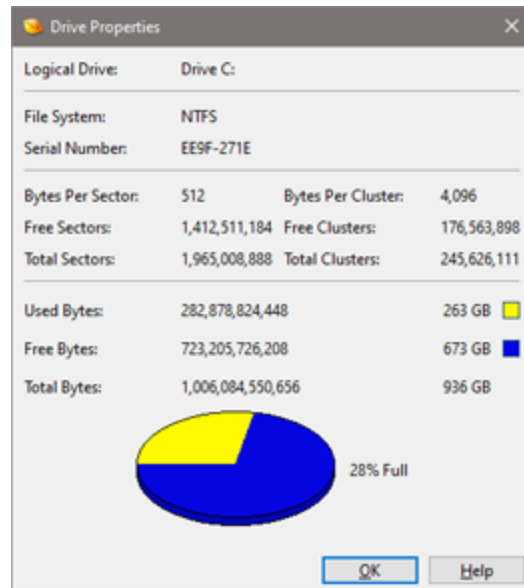 Drive Properties
Logical Drive: Drive C:
File System: NTFS
Serial Number: EE9F-271E
Bytes Per Sector: 512 Bytes Per Cluster: 4,096
Free Sectors: 1,412,511,184 Free Clusters: 176,563,898
Total Sectors: 1,965,008,888 Total Clusters: 245,626,111
Used Bytes: 282,878,824,448 263 GB
Free Bytes: 723,205,726,208 673 GB
Total Bytes: 1,006,084,550,656 936 GB
28% Full
OK Help